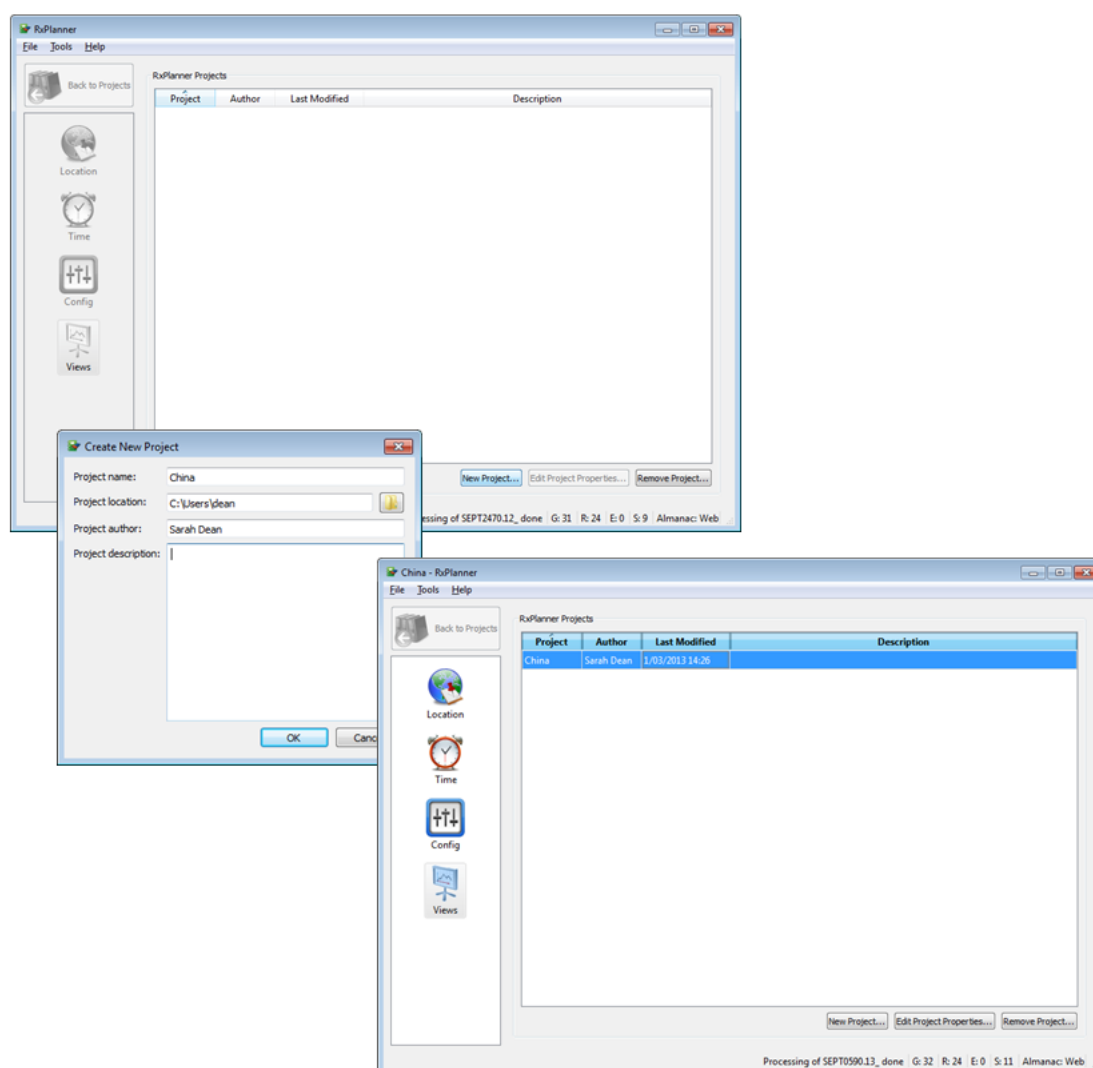 RxPlanner
File Tools Help
Back to Projects
RxPlanner Projects
Project Author Last Modified Description
Location
Time
Config
Views
New Project... Edit Project Properties... Remove Project...
essing of SEPT2470.12_ done G: 31 R: 24 E: 0 S: 9 Almanac: Web
Create New Project
Project name: China
Project location: C:\Users\dean
Project author: Sarah Dean
Project description:
OK Canc
China - RxPlanner
File Tools Help
Back to Projects
RxPlanner Projects
Project Author Last Modified Description
China Sarah Dean 1/03/2013 14:26
Location
Time
Config
Views
New Project... Edit Project Properties... Remove Project...
Processing of SEPT0590.13_ done G: 32 R: 24 E: 0 S: 11 Almanac: Web